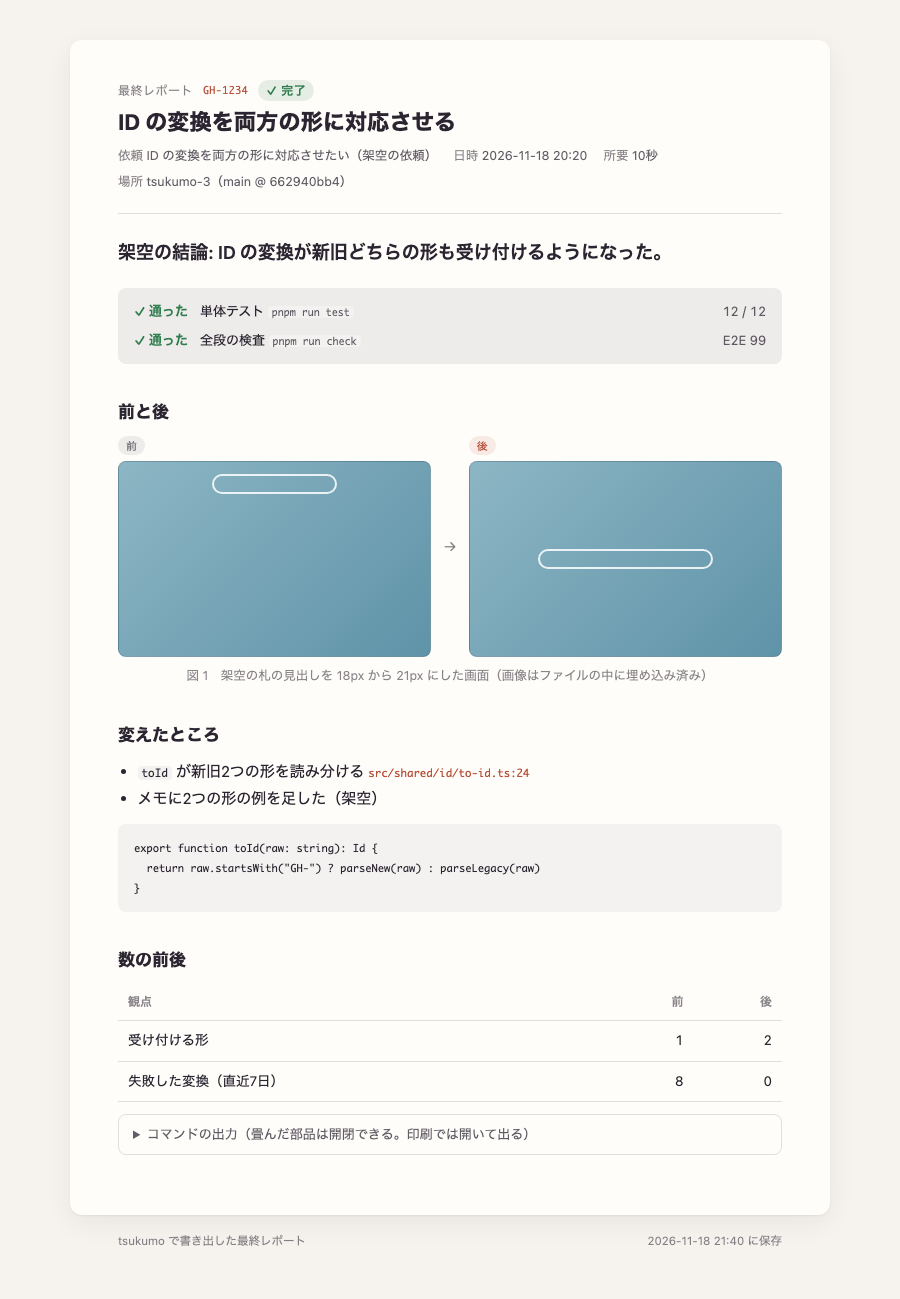 最終レポート GH-1234 ✓ 完了
ID の変換を両方の形に対応させる
依頼 ID の変換を両方の形に対応させたい（架空の依頼） 日時 2026-11-18 20:20 所要 10秒
場所 tsukumo-3（main @ 662940bb4）
架空の結論: ID の変換が新旧どちらの形も受け付けるようになった。
✓ 通った 単体テスト pnpm run test 12 / 12
✓ 通った 全段の検査 pnpm run check E2E 99
前と後
前 後
→
図 1 架空の札の見出しを 18px から 21px にした画面（画像はファイルの中に埋め込み済み）
変えたところ
• toId が新旧2つの形を読み分ける src/shared/id/to-id.ts:24
• メモに2つの形の例を足した（架空）
export function toId(raw: string): Id {
  return raw.startsWith("GH-") ? parseNew(raw) : parseLegacy(raw)
}
数の前後
観点 前 後
受け付ける形 1 2
失敗した変換（直近7日） 8 0
▶ コマンドの出力（畳んだ部品は開閉できる。印刷では開いて出る）
tsukumo で書き出した最終レポート 2026-11-18 21:40 に保存